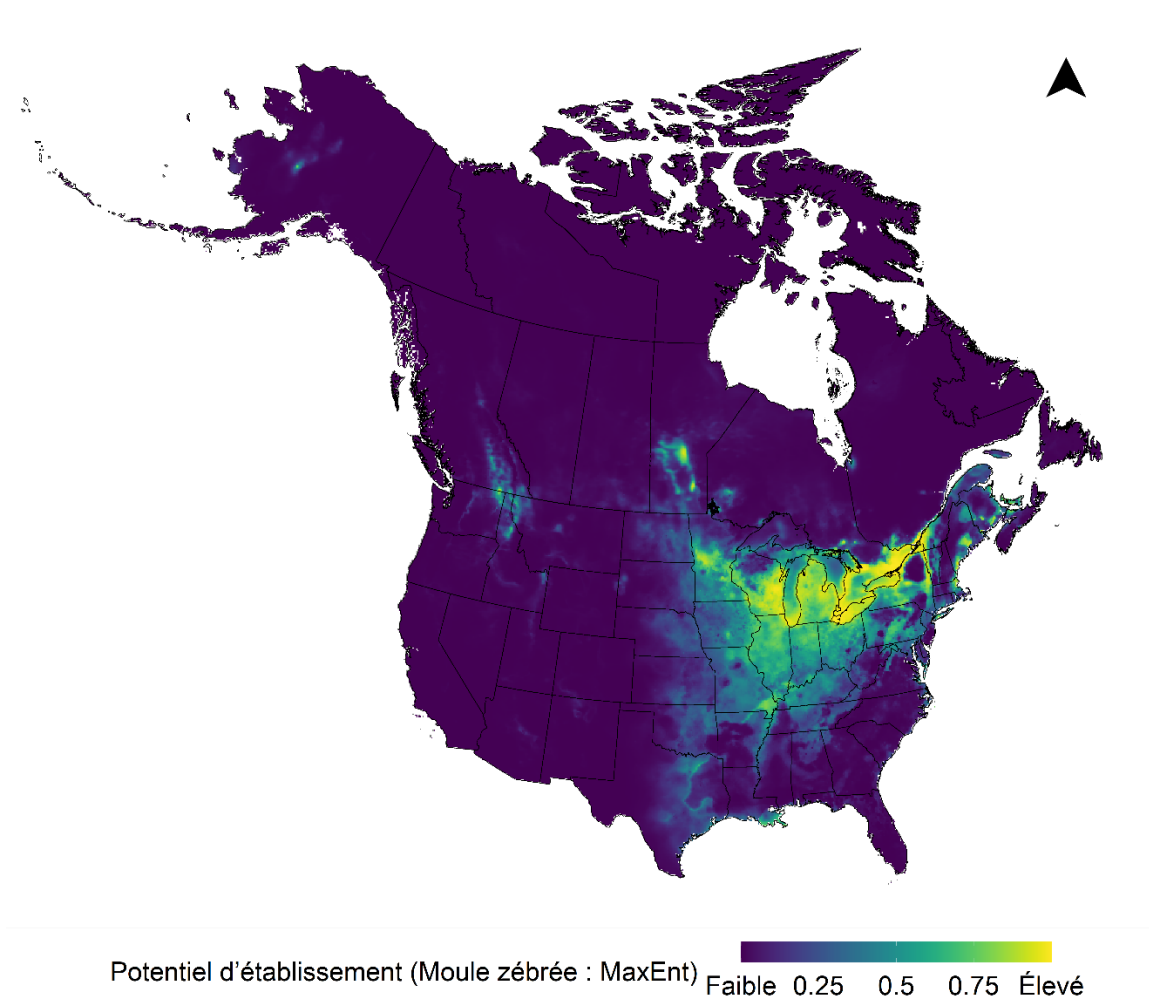 Potentiel d’établissement (Moule zébrée : MaxEnt)
Faible 0.25 0.5 0.75 Élevé